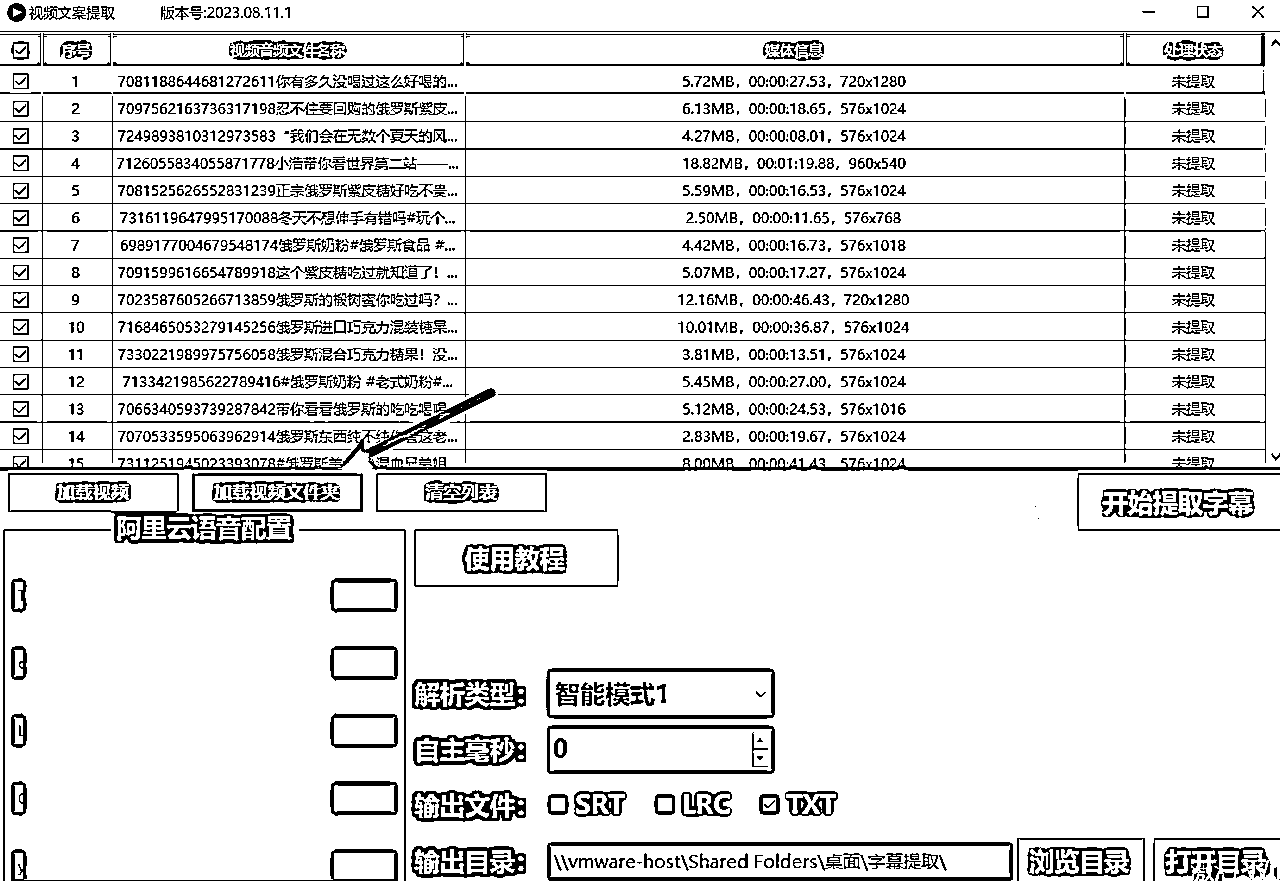 视频文案提取 版本号:2023.08.11.1
序号 视频音频文件名称 媒体信息 处理状态
1 7081188644681272611你有多久没喝过这么好喝的... 5.72MB，00:00:27.53，720x1280 未提取
2 7097562163736317198忍不住要回购的俄罗斯紫皮... 6.13MB，00:00:18.65，576x1024 未提取
3 7249893810312973583 “我们会在无数个夏天的风... 4.27MB，00:00:08.01，576x1024 未提取
4 7126055834055871778小浩带你看世界第二站——... 18.82MB，00:01:19.88，960x540 未提取
5 7081525626552831239正宗俄罗斯紫皮糖好吃不贵... 5.59MB，00:00:16.53，576x1024 未提取
6 7316119647995170088冬天不想伸手有错吗#玩个... 2.50MB，00:00:11.65，576x768 未提取
7 6989177004679548174俄罗斯奶粉#俄罗斯食品 #... 4.42MB，00:00:16.73，576x1018 未提取
8 7091599616654789918这个紫皮糖吃过就知道了！... 5.07MB，00:00:17.27，576x1024 未提取
9 7023587605266713859俄罗斯的椴树蜜你吃过吗？... 12.16MB，00:00:46.43，720x1280 未提取
10 7168465053279145256俄罗斯进口巧克力混装糖果... 10.01MB，00:00:36.87，576x1024 未提取
11 7330221989975756058俄罗斯混合巧克力糖果！没... 3.81MB，00:00:13.51，576x1024 未提取
12 7133421985622789416#俄罗斯奶粉 #老式奶粉#... 5.45MB，00:00:27.00，576x1024 未提取
13 7066340593739287842带你看看俄罗斯的吃吃喝喝... 5.12MB，00:00:24.53，576x1016 未提取
14 7070533595063962914俄罗斯东西纯不纯 这老... 2.83MB，00:00:19.67，576x1024 未提取
15 7311251945023393078#俄罗斯 混血兄弟姐... 8.00MB，00:00:41.43，576x1024 未提取
加载视频 加载视频文件夹 清空列表 开始提取字幕
阿里云语音配置
使用教程
解析类型: 智能模式1
自主毫秒: 0
输出文件: SRT LRC TXT
输出目录: \\vmware-host\Shared Folders\桌面\字幕提取\ 浏览目录 打开目录